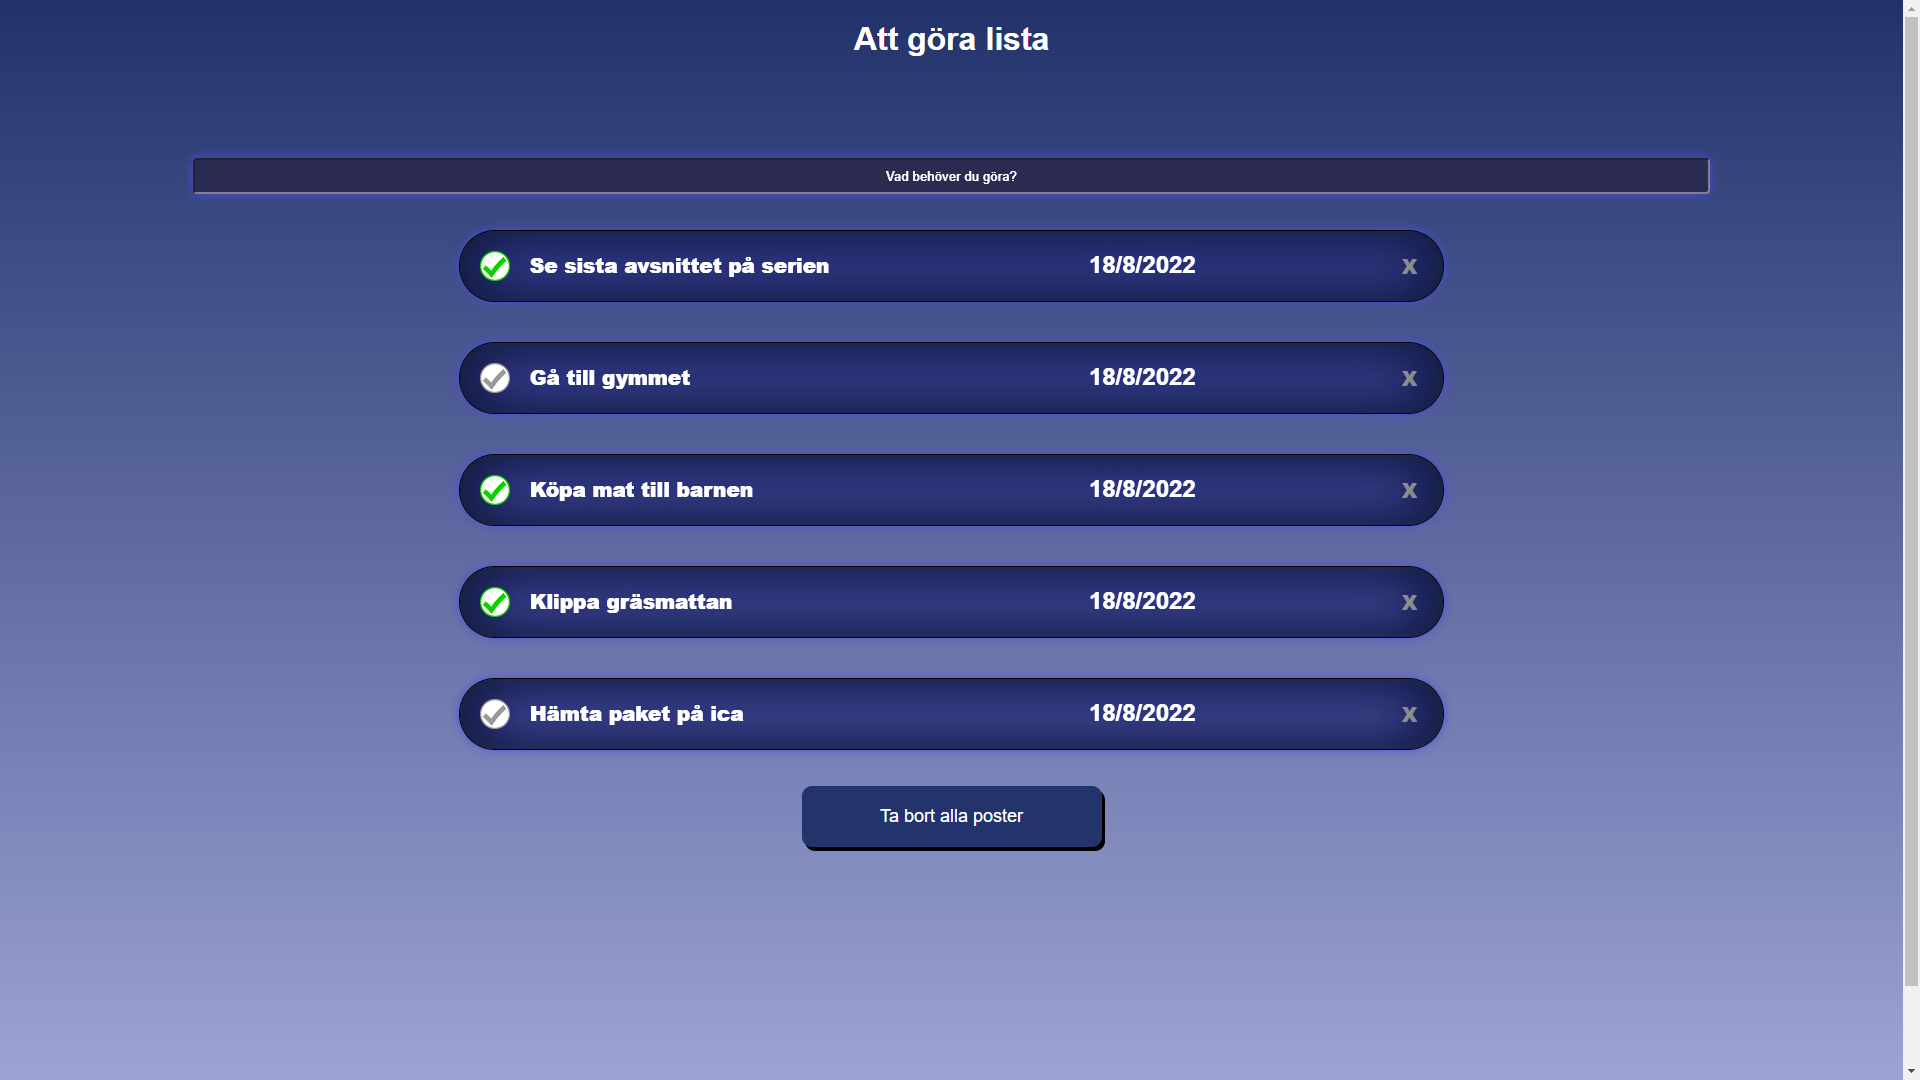 Att göra lista
Vad behöver du göra?
Se sista avsnittet på serien 18/8/2022 x
Gå till gymmet 18/8/2022 x
Köpa mat till barnen 18/8/2022 x
Klippa gräsmattan 18/8/2022 x
Hämta paket på ica 18/8/2022 x
Ta bort alla poster